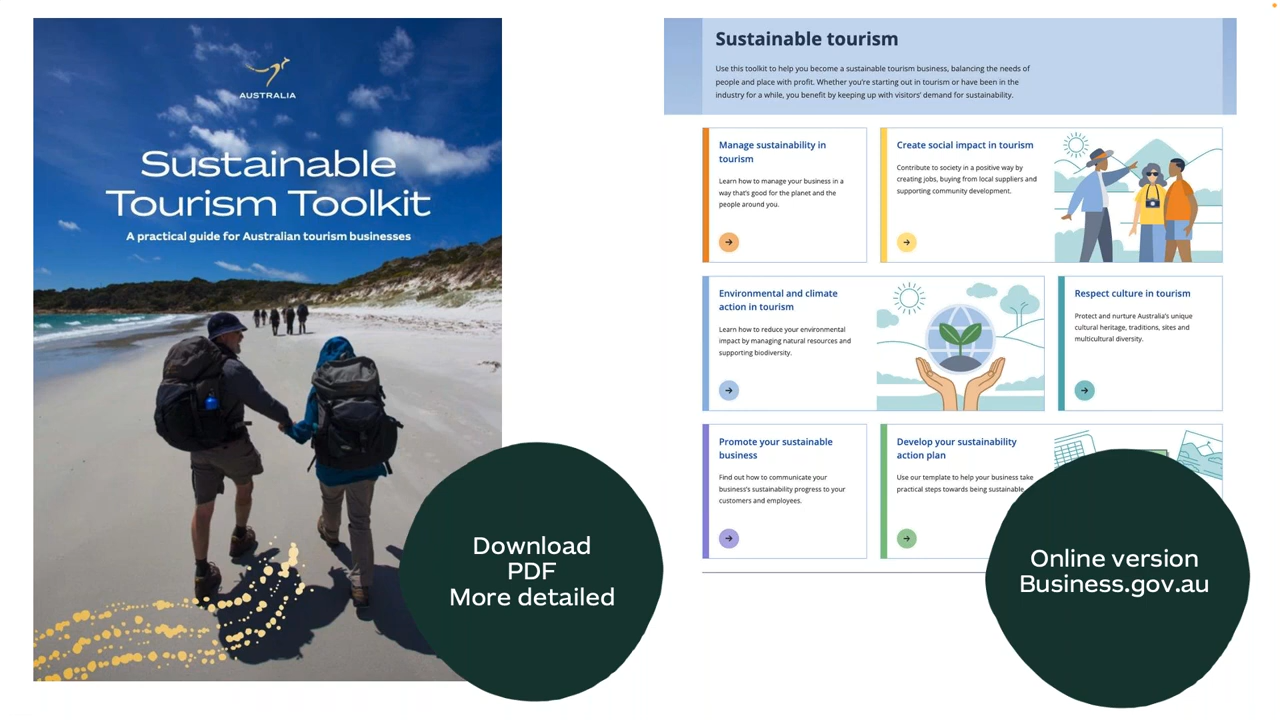 AUSTRALIA
Sustainable
Tourism Toolkit
A practical guide for Australian tourism businesses
Download
PDF
More detailed
Sustainable tourism
Use this toolkit to help you become a sustainable tourism business, balancing the needs of
people and place with profit. Whether you're starting out in tourism or have been in the
industry for a while, you benefit by keeping up with visitors' demand for sustainability.
Manage sustainability in
tourism
Learn how to manage your business in a
way that's good for the planet and the
people around you.
Create social impact in tourism
Contribute to society in a positive way by
creating jobs, buying from local suppliers and
supporting community development.
Environmental and climate
action in tourism
Learn how to reduce your environmental
impact by managing natural resources and
supporting biodiversity.
Respect culture in tourism
Protect and nurture Australia's unique
cultural heritage, traditions, sites and
multicultural diversity.
Promote your sustainable
business
Find out how to communicate your
business's sustainability progress to your
customers and employees.
Develop your sustainability
action plan
Use our template to help your business take
practical steps towards being sustainable
Online version
Business.gov.au